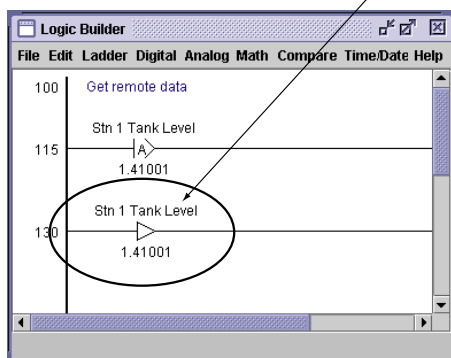 Logic Builder
File Edit Ladder Digital Analog Math Compare Time/Date Help
100 Get remote data
Stn 1 Tank Level
115 A
1.41001
Stn 1 Tank Level
130
1.41001